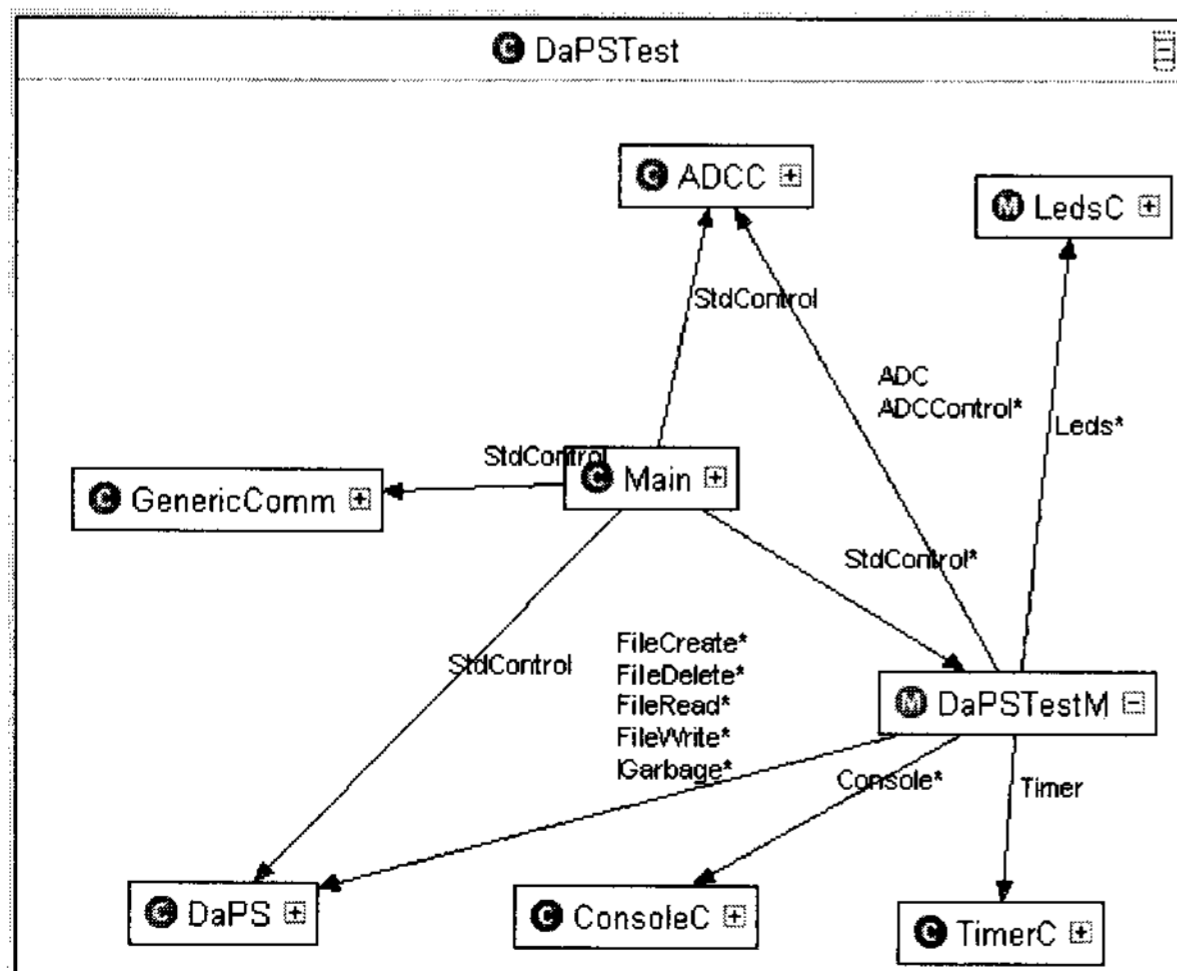 C DaPSTest
C ADCC
M LedsC
StdControl
ADC
ADCControl*
Leds*
StdControl
C Main
C GenericComm
StdControl*
FileCreate*
FileDelete*
FileRead*
FileWrite*
IGarbage*
StdControl
M DaPSTestM
Console*
Timer
C DaPS
C ConsoleC
C TimerC